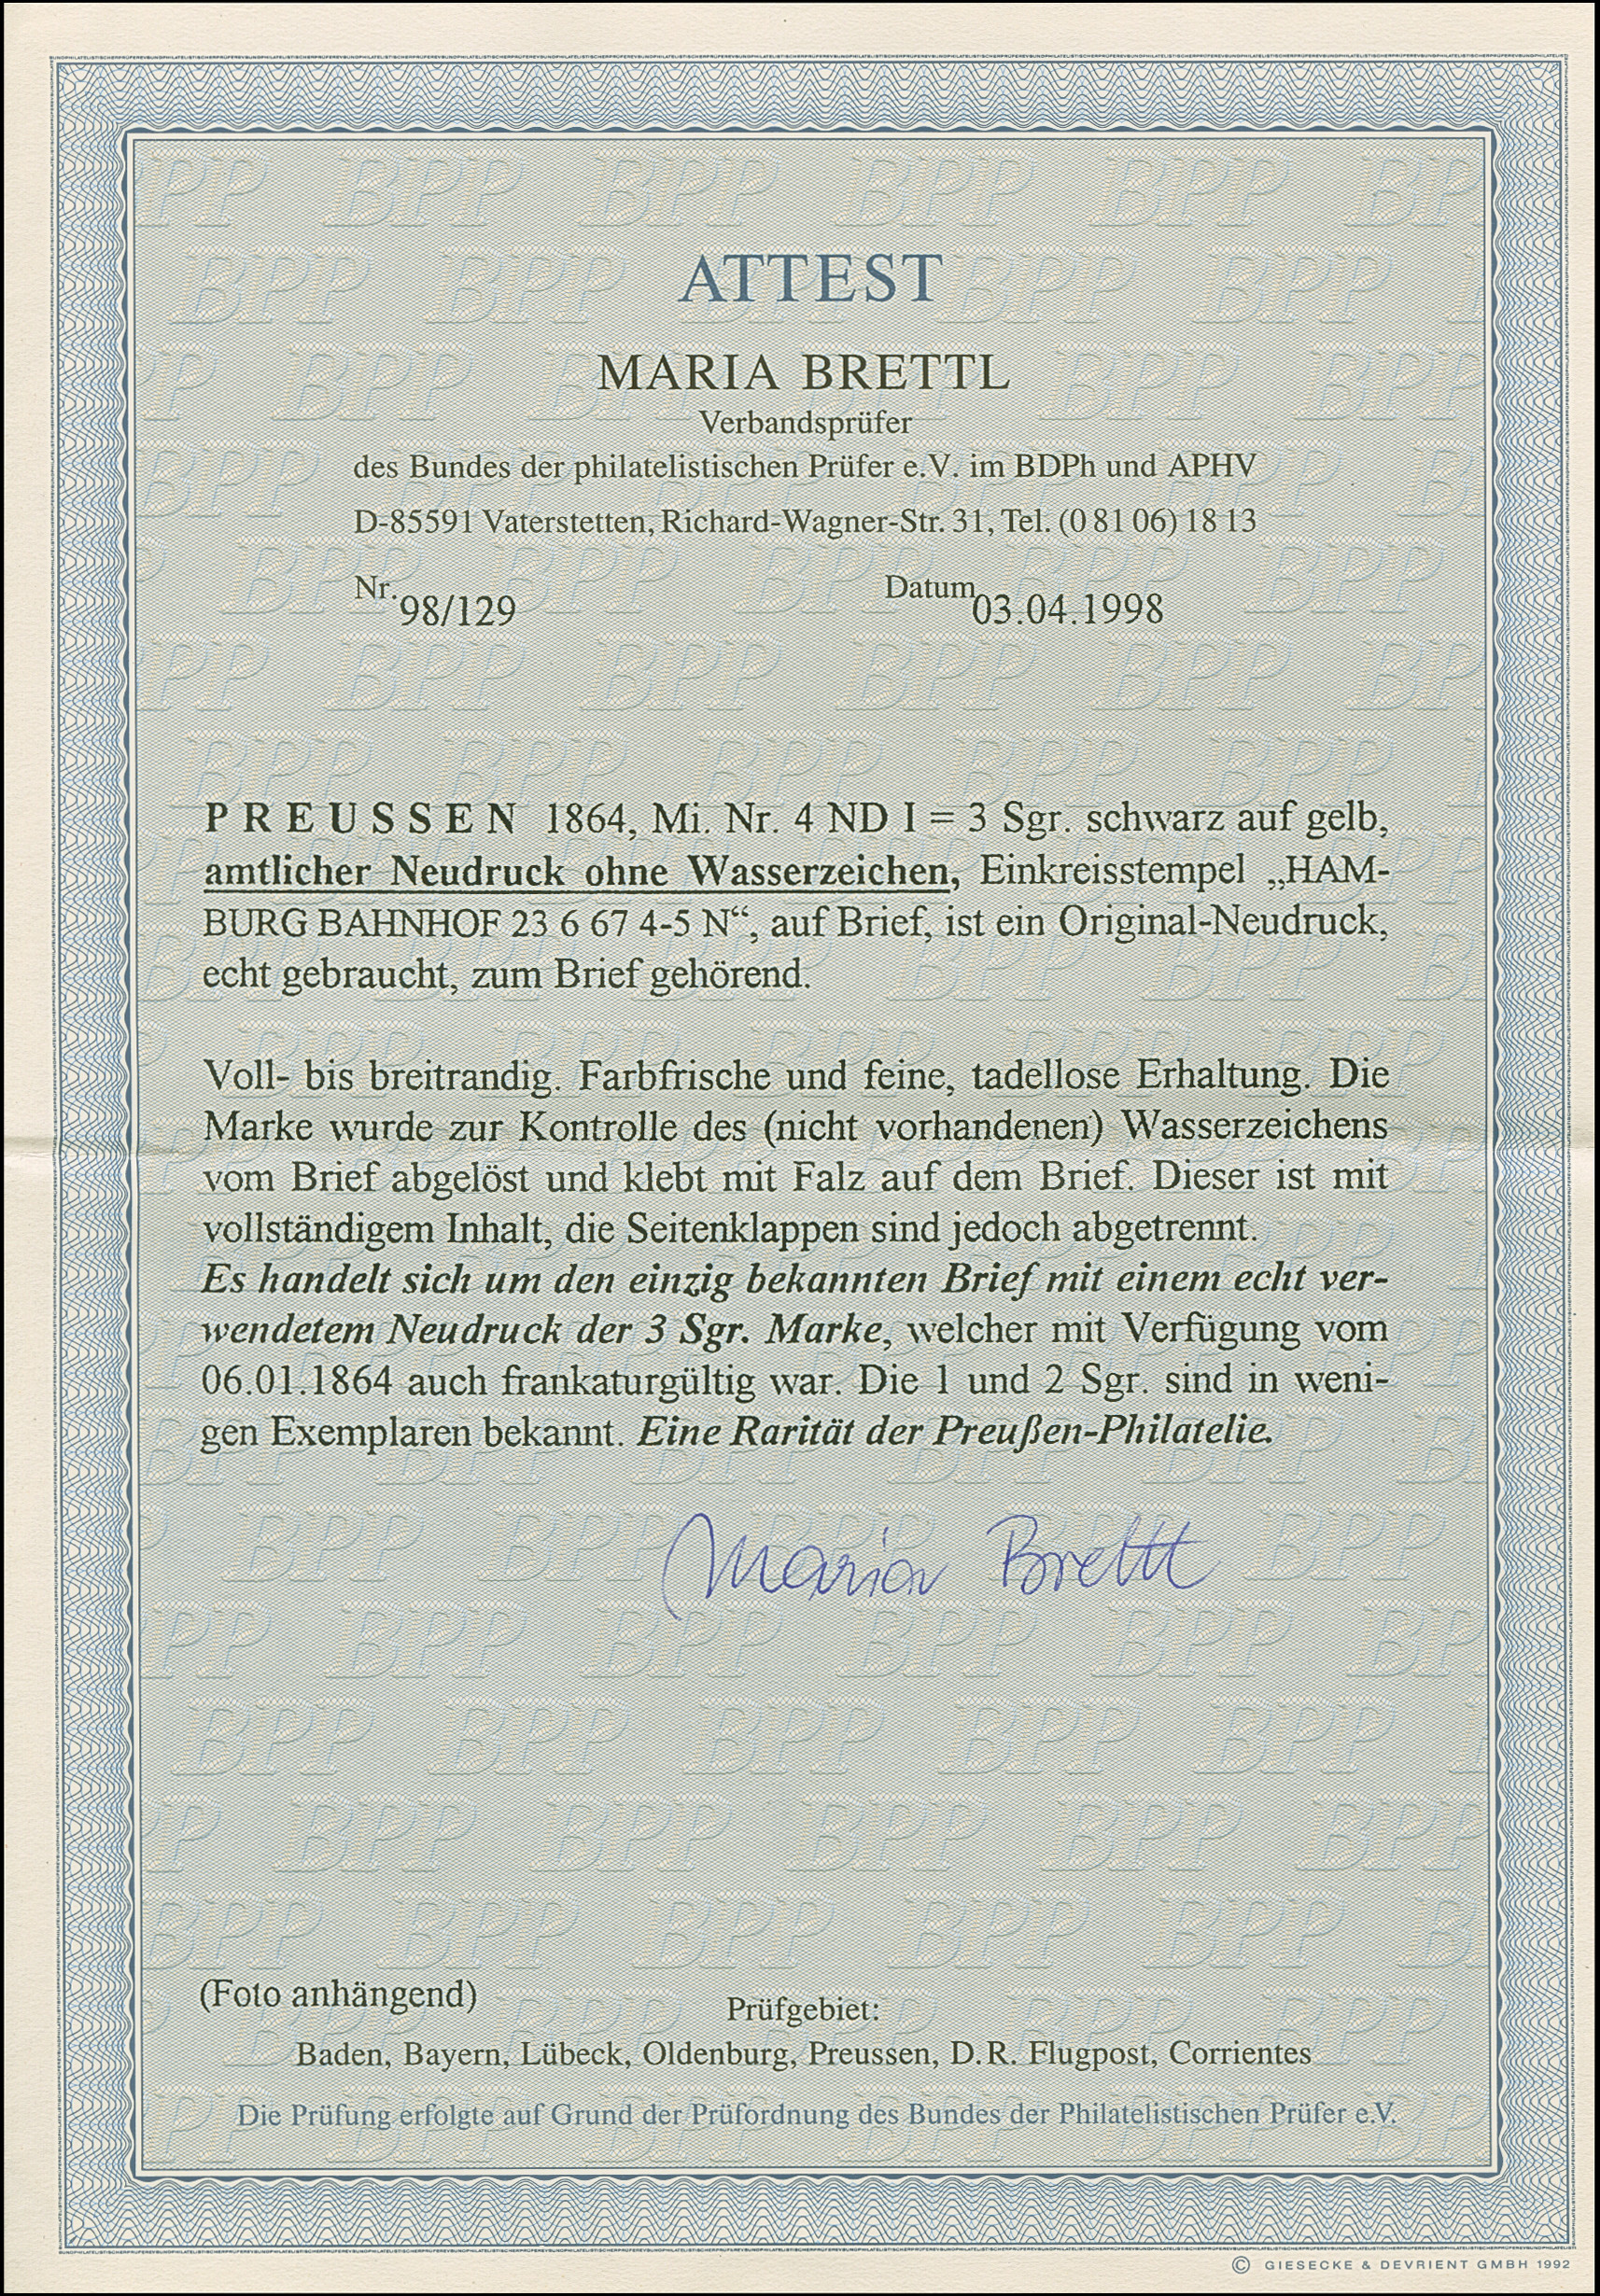 ATTEST
MARIA BRETTL
Verbandsprüfer
des Bundes der philatelistischen Prüfer e.V. im BDPh und APHV
D-85591 Vaterstetten, Richard-Wagner-Str. 31, Tel. (0 81 06) 18 13
Nr. 98/129 Datum 03.04.1998
PREUSSEN 1864, Mi. Nr. 4 ND I = 3 Sgr. schwarz auf gelb,
amtlicher Neudruck ohne Wasserzeichen, Einkreisstempel „HAM-
BURG BAHNHOF 23 6 67 4-5 N“, auf Brief, ist ein Original-Neudruck,
echt gebraucht, zum Brief gehörend.
Voll- bis breitrandig. Farbfrische und feine, tadellose Erhaltung. Die
Marke wurde zur Kontrolle des (nicht vorhandenen) Wasserzeichens
vom Brief abgelöst und klebt mit Falz auf dem Brief. Dieser ist mit
vollständigem Inhalt, die Seitenklappen sind jedoch abgetrennt.
Es handelt sich um den einzig bekannten Brief mit einem echt ver-
wendetem Neudruck der 3 Sgr. Marke, welcher mit Verfügung vom
06.01.1864 auch frankaturgültig war. Die 1 und 2 Sgr. sind in weni-
gen Exemplaren bekannt. Eine Rarität der Preußen-Philatelie.
Maria Brettl
(Foto anhängend)
Prüfgebiet:
Baden, Bayern, Lübeck, Oldenburg, Preussen, D.R. Flugpost, Corrientes
Die Prüfung erfolgte auf Grund der Prüfordnung des Bundes der Philatelistischen Prüfer e.V.
© GIESECKE & DEVRIENT GMBH 1992